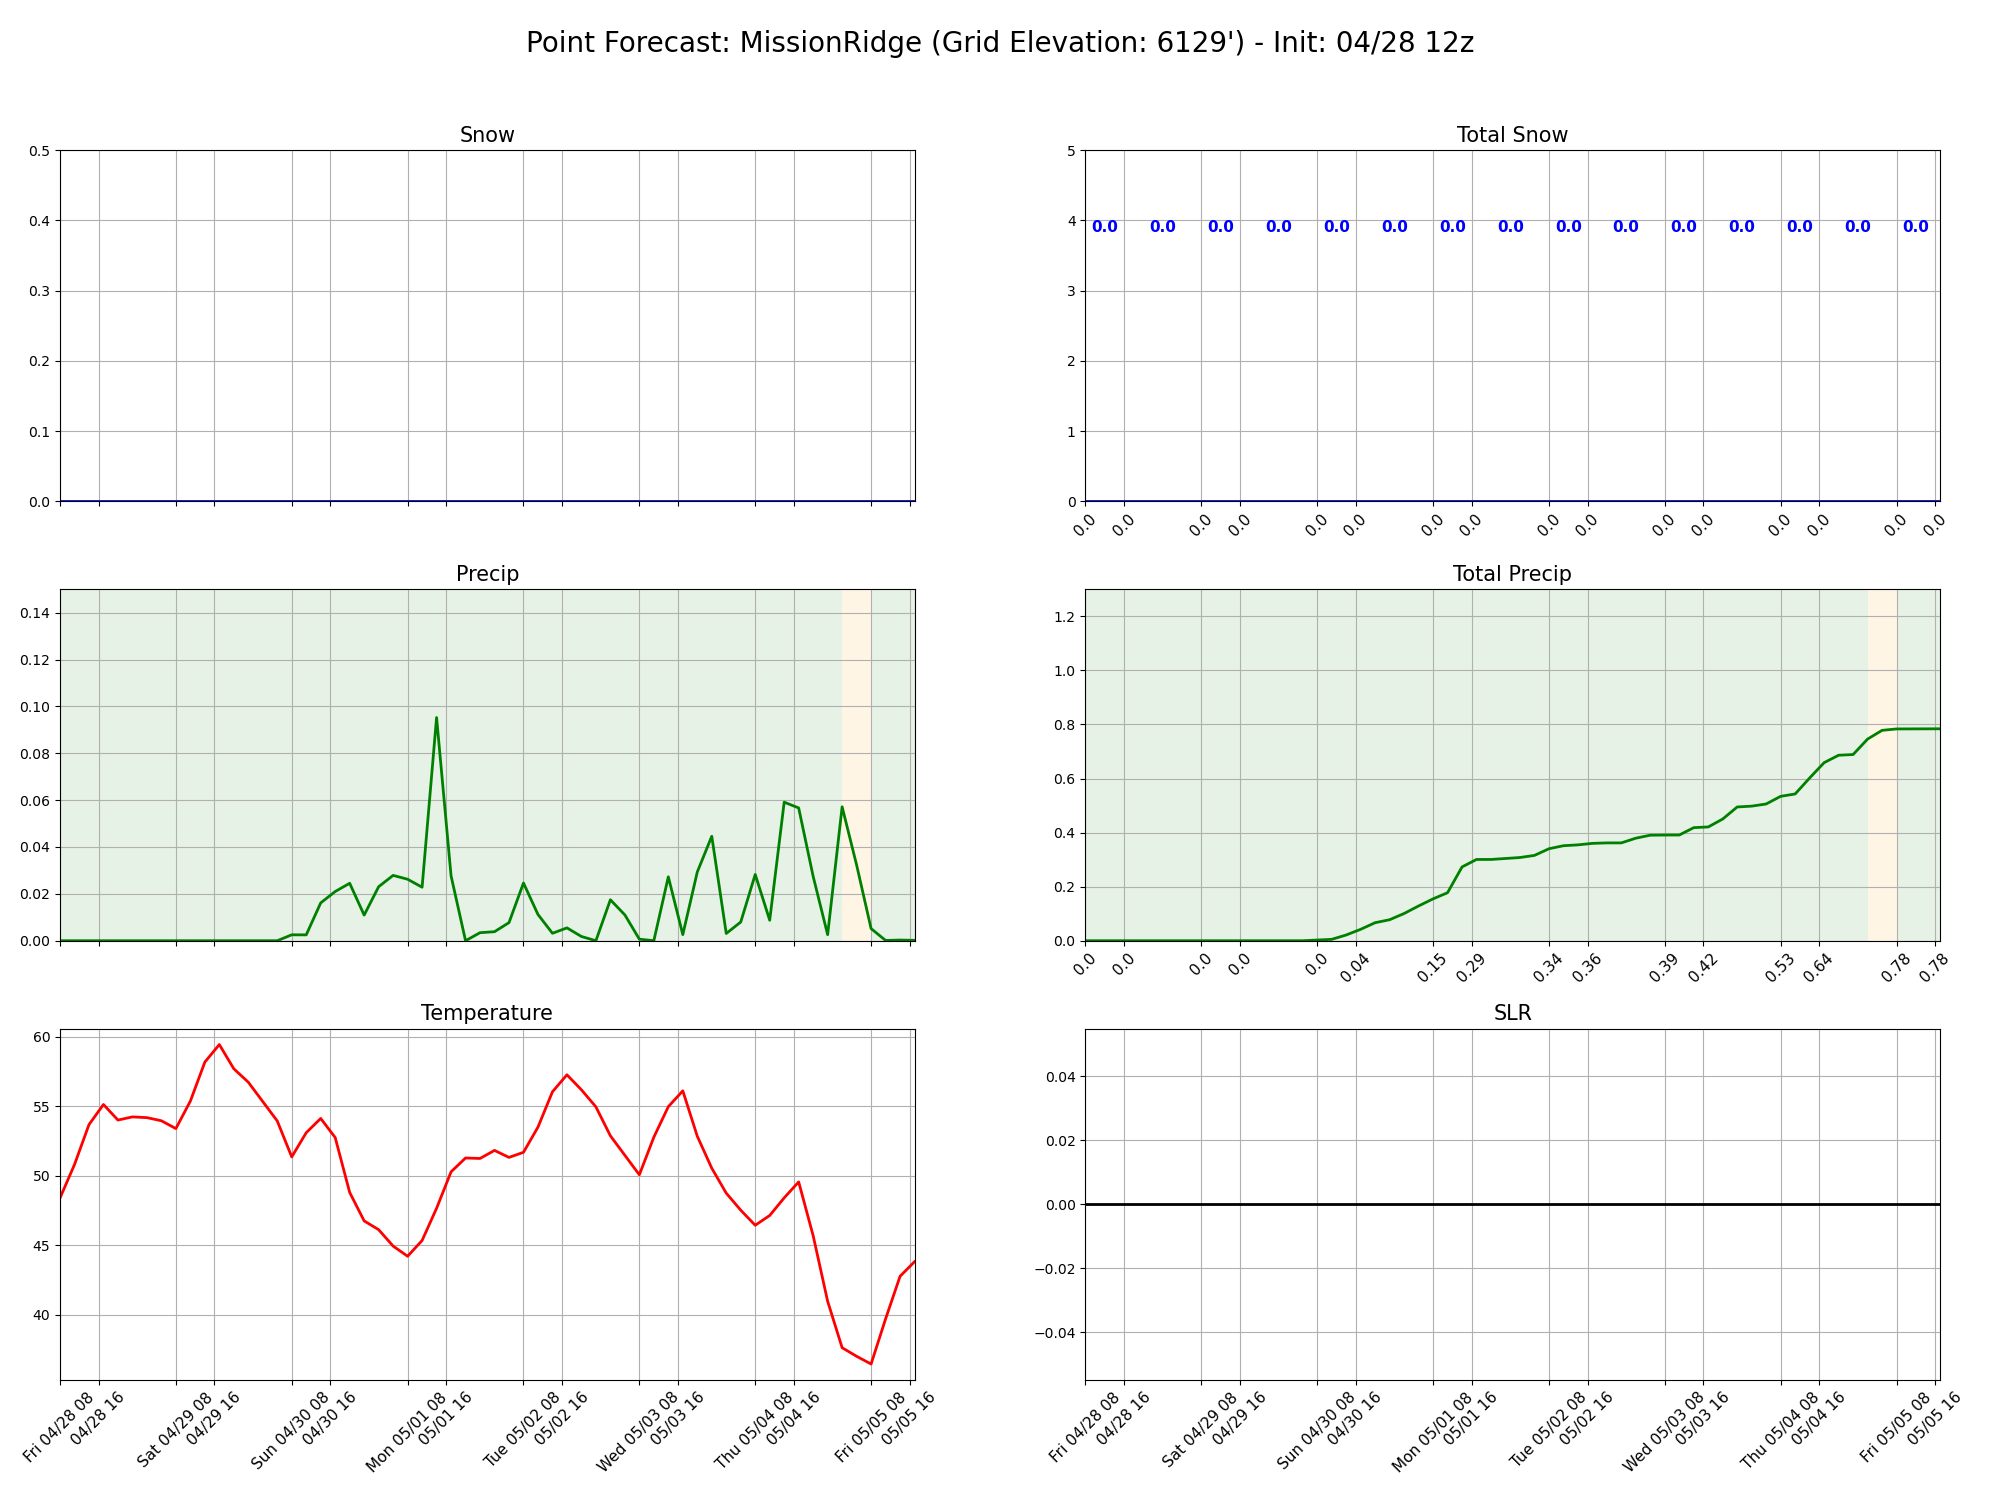 Point Forecast: MissionRidge (Grid Elevation: 6129') - Init: 04/28 12z
Snow
0.5
0.4
0.3
0.2
0.1
0.0
Total Snow
5
4
3
2
1
0
0.0 0.0 0.0 0.0 0.0 0.0 0.0 0.0 0.0 0.0 0.0 0.0 0.0 0.0 0.0
0.0 0.0 0.0 0.0 0.0 0.0 0.0 0.0 0.0 0.0 0.0 0.0 0.0 0.0 0.0 0.0
Precip
0.14
0.12
0.10
0.08
0.06
0.04
0.02
0.00
Total Precip
1.2
1.0
0.8
0.6
0.4
0.2
0.0
0.0 0.0 0.0 0.0 0.0 0.04 0.15 0.29 0.34 0.36 0.39 0.42 0.53 0.64 0.78 0.78
Temperature
60
55
50
45
40
Fri 04/28 08
04/28 16
Sat 04/29 08
04/29 16
Sun 04/30 08
04/30 16
Mon 05/01 08
05/01 16
Tue 05/02 08
05/02 16
Wed 05/03 08
05/03 16
Thu 05/04 08
05/04 16
Fri 05/05 08
05/05 16
SLR
0.04
0.02
0.00
−0.02
−0.04
Fri 04/28 08
04/28 16
Sat 04/29 08
04/29 16
Sun 04/30 08
04/30 16
Mon 05/01 08
05/01 16
Tue 05/02 08
05/02 16
Wed 05/03 08
05/03 16
Thu 05/04 08
05/04 16
Fri 05/05 08
05/05 16